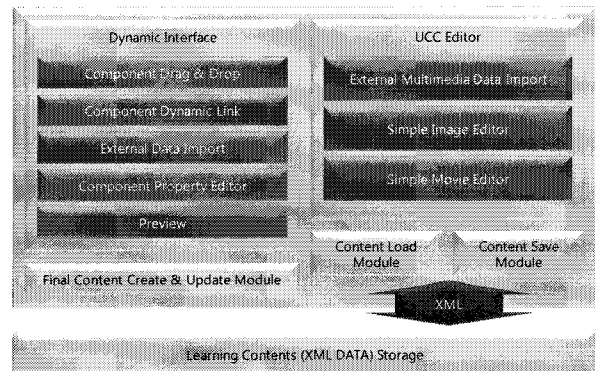 Dynamic Interface
Component Drag & Drop
Component Dynamic Link
External Data Import
Component Property Editor
Preview
Final Content Create & Update Module
UCC Editor
External Multimedia Data Import
Simple Image Editor
Simple Movie Editor
Content Load
Module
Content Save
Module
XML
Learning Contents (XML DATA) Storage